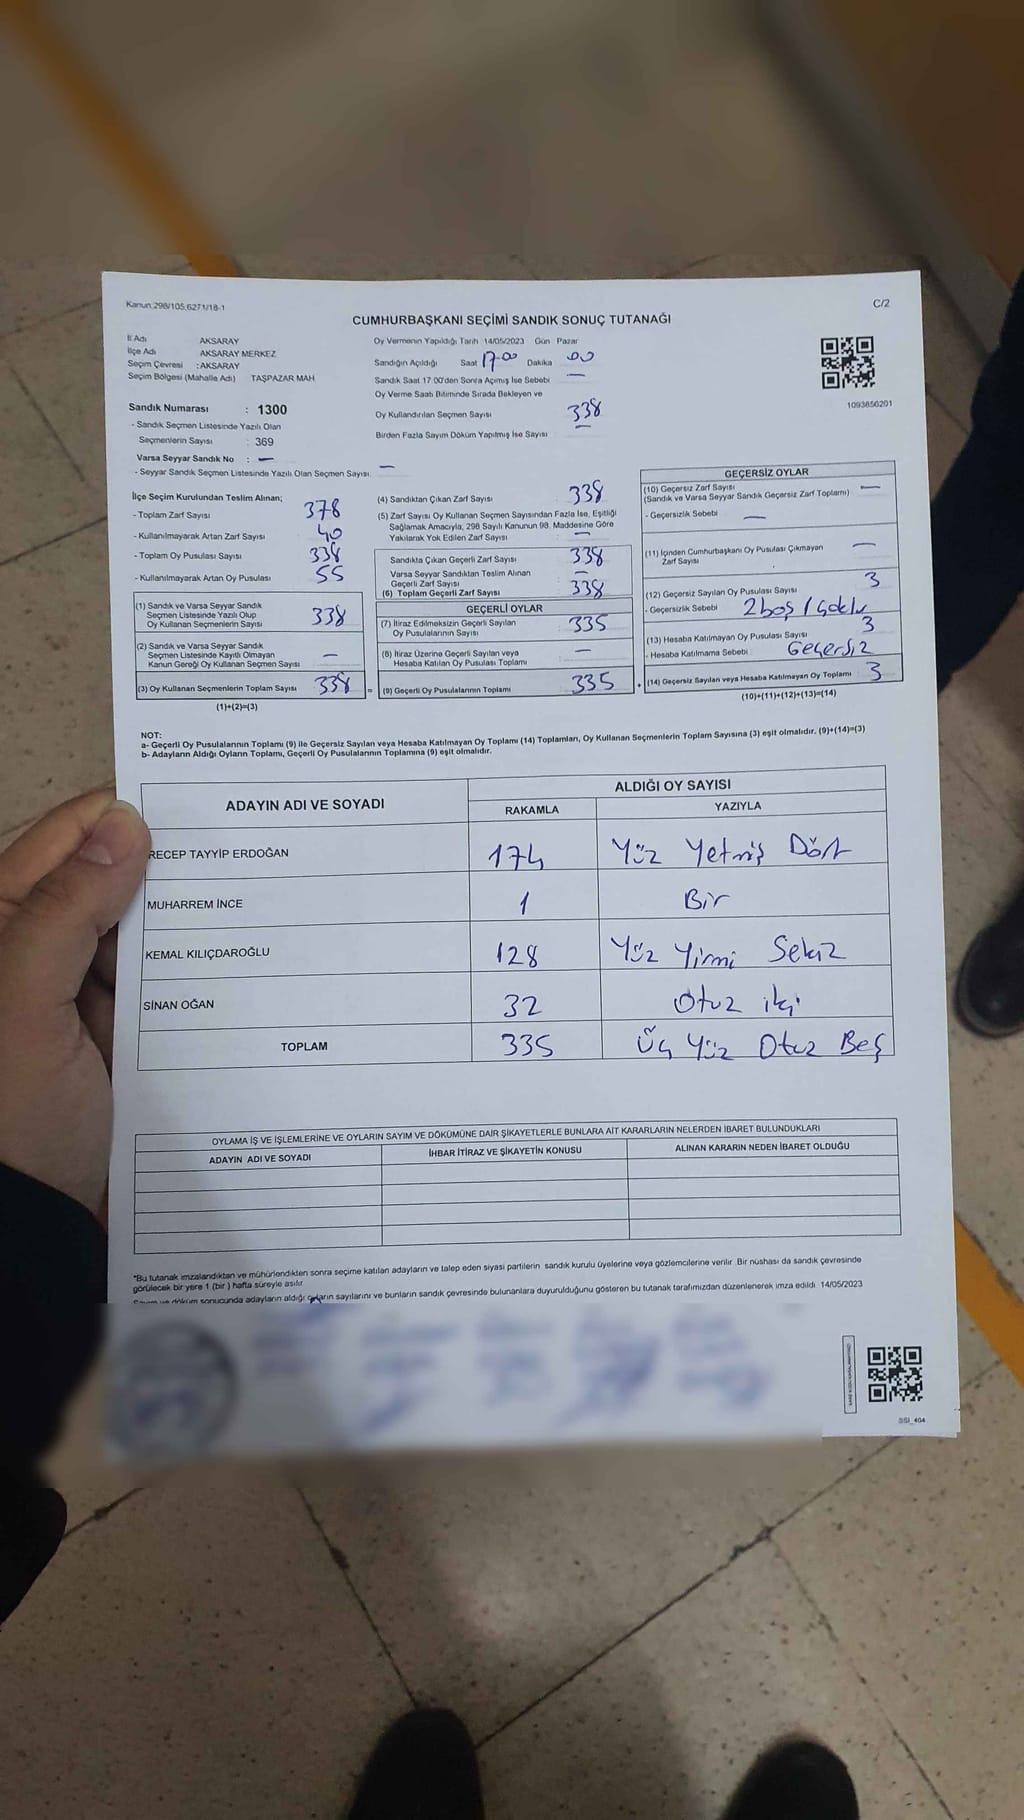 Kanun:298/105;6271/18-1
C/2
CUMHURBAŞKANI SEÇİMİ SANDIK SONUÇ TUTANAĞI
İl Adı AKSARAY
İlçe Adı AKSARAY MERKEZ
Seçim Çevresi : AKSARAY
Seçim Bölgesi (Mahalle Adı) TAŞPAZAR MAH
Sandık Numarası : 1300
- Sandık Seçmen Listesinde Yazılı Olan
Seçmenlerin Sayısı : 369
Varsa Seyyar Sandık No : —
- Seyyar Sandık Seçmen Listesinde Yazılı Olan Seçmen Sayısı: —
Oy Vermenin Yapıldığı Tarih 14/05/2023 Gün Pazar
Sandığın Açıldığı Saat 17.00 Dakika 00
Sandık Saat 17.00'den Sonra Açımış İse Sebebi —
Oy Verme Saati Bitiminde Sırada Bekleyen ve
Oy Kullandırılan Seçmen Sayısı 338
Birden Fazla Sayım Döküm Yapılmış İse Sayısı —
1093850201
İlçe Seçim Kurulundan Teslim Alınan;
- Toplam Zarf Sayısı 378
- Kullanılmayarak Artan Zarf Sayısı 40
- Toplam Oy Pusulası Sayısı 338
- Kullanılmayarak Artan Oy Pusulası 55
(1) Sandık ve Varsa Seyyar Sandık
Seçmen Listesinde Yazılı Olup
Oy Kullanan Seçmenlerin Sayısı 338
(2) Sandık ve Varsa Seyyar Sandık
Seçmen Listesinde Kayıtlı Olmayan
Kanun Gereği Oy Kullanan Seçmen Sayısı —
(3) Oy Kullanan Seçmenlerin Toplam Sayısı 338 =
(1)+(2)=(3)
(4) Sandıktan Çıkan Zarf Sayısı 338
(5) Zarf Sayısı Oy Kullanan Seçmen Sayısından Fazla İse, Eşitliği
Sağlamak Amacıyla, 298 Sayılı Kanunun 98. Maddesine Göre
Yakılarak Yok Edilen Zarf Sayısı —
Sandıkta Çıkan Geçerli Zarf Sayısı 338
Varsa Seyyar Sandıktan Teslim Alınan
Geçerli Zarf Sayısı —
(6) Toplam Geçerli Zarf Sayısı 338
GEÇERLİ OYLAR
(7) İtiraz Edilmeksizin Geçerli Sayılan
Oy Pusulalarının Sayısı 335
(8) İtiraz Üzerine Geçerli Sayılan veya
Hesaba Katılan Oy Pusulası Toplamı —
(9) Geçerli Oy Pusulalarının Toplamı 335 +
GEÇERSİZ OYLAR
(10) Geçersiz Zarf Sayısı —
(Sandık ve Varsa Seyyar Sandık Geçersiz Zarf Toplamı)
- Geçersizlik Sebebi —
(11) İçinden Cumhurbaşkanı Oy Pusulası Çıkmayan
Zarf Sayısı —
(12) Geçersiz Sayılan Oy Pusulası Sayısı 3
- Geçersizlik Sebebi 2 boş 1 çoklu
(13) Hesaba Katılmayan Oy Pusulası Sayısı 3
- Hesaba Katılmama Sebebi Geçersiz
(14) Geçersiz Sayılan veya Hesaba Katılmayan Oy Toplamı 3
(10)+(11)+(12)+(13)=(14)
NOT:
a- Geçerli Oy Pusulalarının Toplamı (9) ile Geçersiz Sayılan veya Hesaba Katılmayan Oy Toplamı (14) Toplamları, Oy Kullanan Seçmenlerin Toplam Sayısına (3) eşit olmalıdır. (9)+(14)=(3)
b- Adayların Aldığı Oyların Toplamı, Geçerli Oy Pusulalarının Toplamına (9) eşit olmalıdır.
ADAYIN ADI VE SOYADI
ALDIĞI OY SAYISI
RAKAMLA YAZIYLA
RECEP TAYYİP ERDOĞAN 174 Yüz Yetmiş Dört
MUHARREM İNCE 1 Bir
KEMAL KILIÇDAROĞLU 128 Yüz Yirmi Sekiz
SİNAN OĞAN 32 Otuz iki
TOPLAM 335 Üç Yüz Otuz Beş
OYLAMA İŞ VE İŞLEMLERİNE VE OYLARIN SAYIM VE DÖKÜMÜNE DAİR ŞİKAYETLERLE BUNLARA AİT KARARLARIN NELERDEN İBARET BULUNDUKLARI
ADAYIN ADI VE SOYADI İHBAR İTİRAZ VE ŞİKAYETİN KONUSU ALINAN KARARIN NEDEN İBARET OLDUĞU
*Bu tutanak imzalandıktan ve mühürlendikten sonra seçime katılan adayların ve talep eden siyasi partilerin sandık kurulu üyelerine veya gözlemcilerine verilir. Bir nüshası da sandık çevresinde
görülecek bir yere 1 (bir) hafta süreyle asılır.
Sayım ve döküm sonucunda adayların aldığı oyların sayılarını ve bunların sandık çevresinde bulunanlara duyurulduğunu gösteren bu tutanak tarafımızdan düzenlenerek imza edildi. 14/05/2023
SSI_404